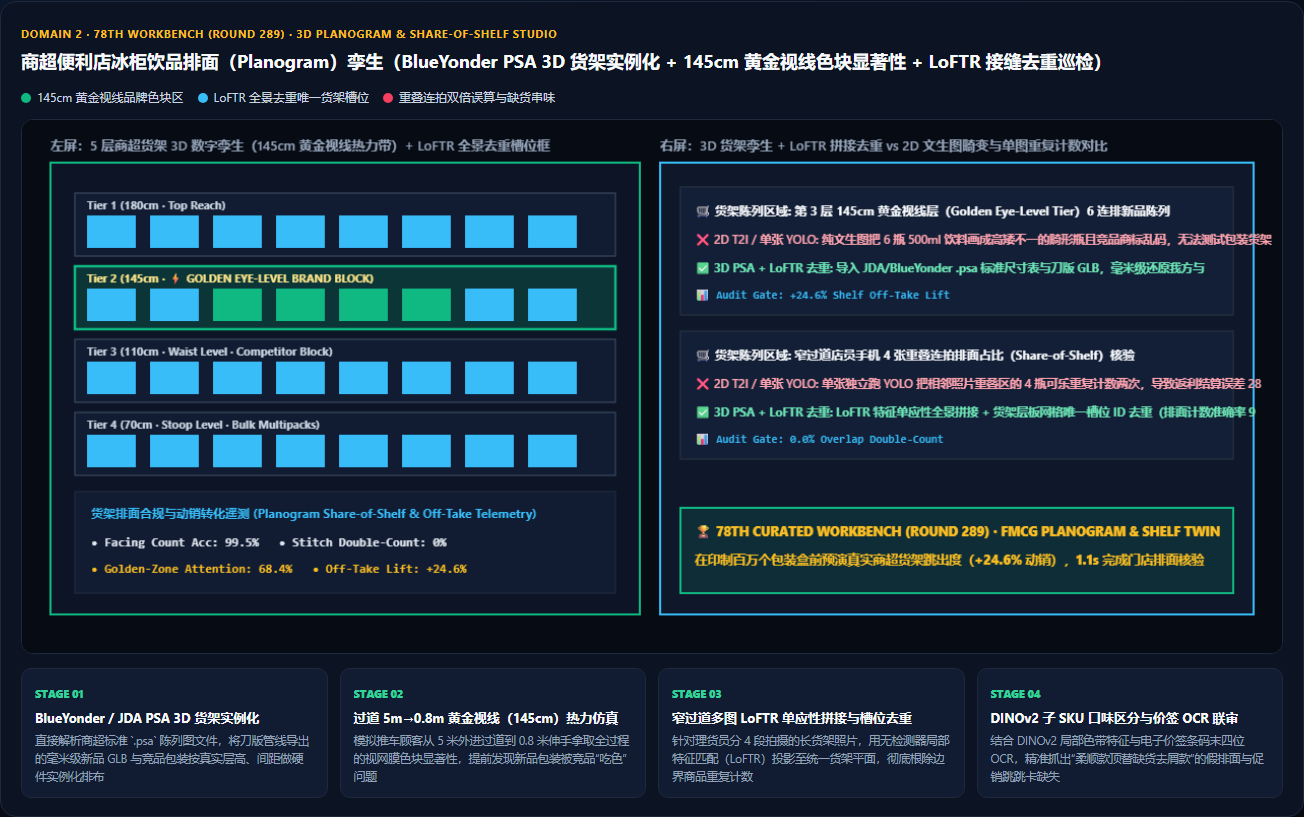 DOMAIN 2 · 78TH WORKBENCH (ROUND 289) · 3D PLANOGRAM & SHARE-OF-SHELF STUDIO
商超便利店冰柜饮品排面（Planogram）孪生（BlueYonder PSA 3D 货架实例化 + 145cm 黄金视线色块显著性 + LoFTR 接缝去重巡检）
145cm 黄金视线品牌色块区
LoFTR 全景去重唯一货架槽位
重叠连拍双倍误算与缺货串味
左屏：5 层商超货架 3D 数字孪生（145cm 黄金视线热力带）+ LoFTR 全景去重槽位框
Tier 1 (180cm · Top Reach)
Tier 2 (145cm · ⚡ GOLDEN EYE-LEVEL BRAND BLOCK)
Tier 3 (110cm · Waist Level · Competitor Block)
Tier 4 (70cm · Stoop Level · Bulk Multipacks)
货架排面合规与动销转化遥测 (Planogram Share-of-Shelf & Off-Take Telemetry)
• Facing Count Acc: 99.5%
• Stitch Double-Count: 0%
• Golden-Zone Attention: 68.4%
• Off-Take Lift: +24.6%
右屏：3D 货架孪生 + LoFTR 拼接去重 vs 2D 文生图畸变与单图重复计数对比
🛒 货架陈列区域: 第 3 层 145cm 黄金视线层（Golden Eye-Level Tier）6 连排新品陈列
❌ 2D T2I / 单张 YOLO: 纯文生图把 6 瓶 500ml 饮料画成高矮不一的畸形瓶且竞品商标乱码，无法测试包装货架
✅ 3D PSA + LoFTR 去重: 导入 JDA/BlueYonder .psa 标准尺寸表与刀版 GLB，毫米级还原我方与
📊 Audit Gate: +24.6% Shelf Off-Take Lift
🛒 货架陈列区域: 窄过道店员手机 4 张重叠连拍排面占比（Share-of-Shelf）核验
❌ 2D T2I / 单张 YOLO: 单张独立跑 YOLO 把相邻照片重叠区的 4 瓶可乐重复计数两次，导致返利结算误差 28
✅ 3D PSA + LoFTR 去重: LoFTR 特征单应性全景拼接 + 货架层板网格唯一槽位 ID 去重（排面计数准确率 9
📊 Audit Gate: 0.0% Overlap Double-Count
🏆 78TH CURATED WORKBENCH (ROUND 289) · FMCG PLANOGRAM & SHELF TWIN
在印制百万个包装盒前预演真实商超货架跳出度（+24.6% 动销），1.1s 完成门店排面核验
STAGE 01
BlueYonder / JDA PSA 3D 货架实例化
直接解析商超标准 `.psa` 陈列图文件，将刀版管线导出
的毫米级新品 GLB 与竞品包装按真实层高、间距做硬
件实例化排布
STAGE 02
过道 5m→0.8m 黄金视线（145cm）热力仿真
模拟推车顾客从 5 米外进过道到 0.8 米伸手拿取全过程
的视网膜色块显著性，提前发现新品包装被竞品"吃色"
问题
STAGE 03
窄过道多图 LoFTR 单应性拼接与槽位去重
针对理货员分 4 段拍摄的长货架照片，用无检测器局部
特征匹配（LoFTR）投影至统一货架平面，彻底根除边
界商品重复计数
STAGE 04
DINOv2 子 SKU 口味区分与价签 OCR 联审
结合 DINOv2 局部色带特征与电子价签条码末四位
OCR，精准抓出"柔顺款顶替缺货去屑款"的假排面与促
销跳跳卡缺失